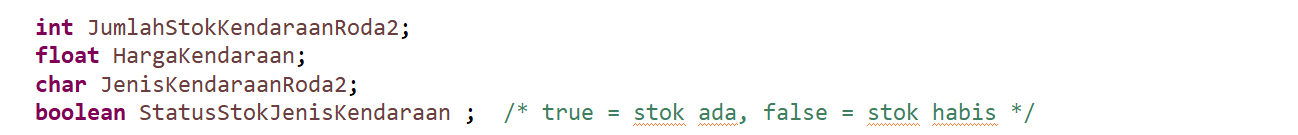 int JumlahStokKendaraanRoda2;
float HargaKendaraan;
char JenisKendaraanRoda2;
boolean StatusStokJenisKendaraan ;  /* true = stok ada, false = stok habis */